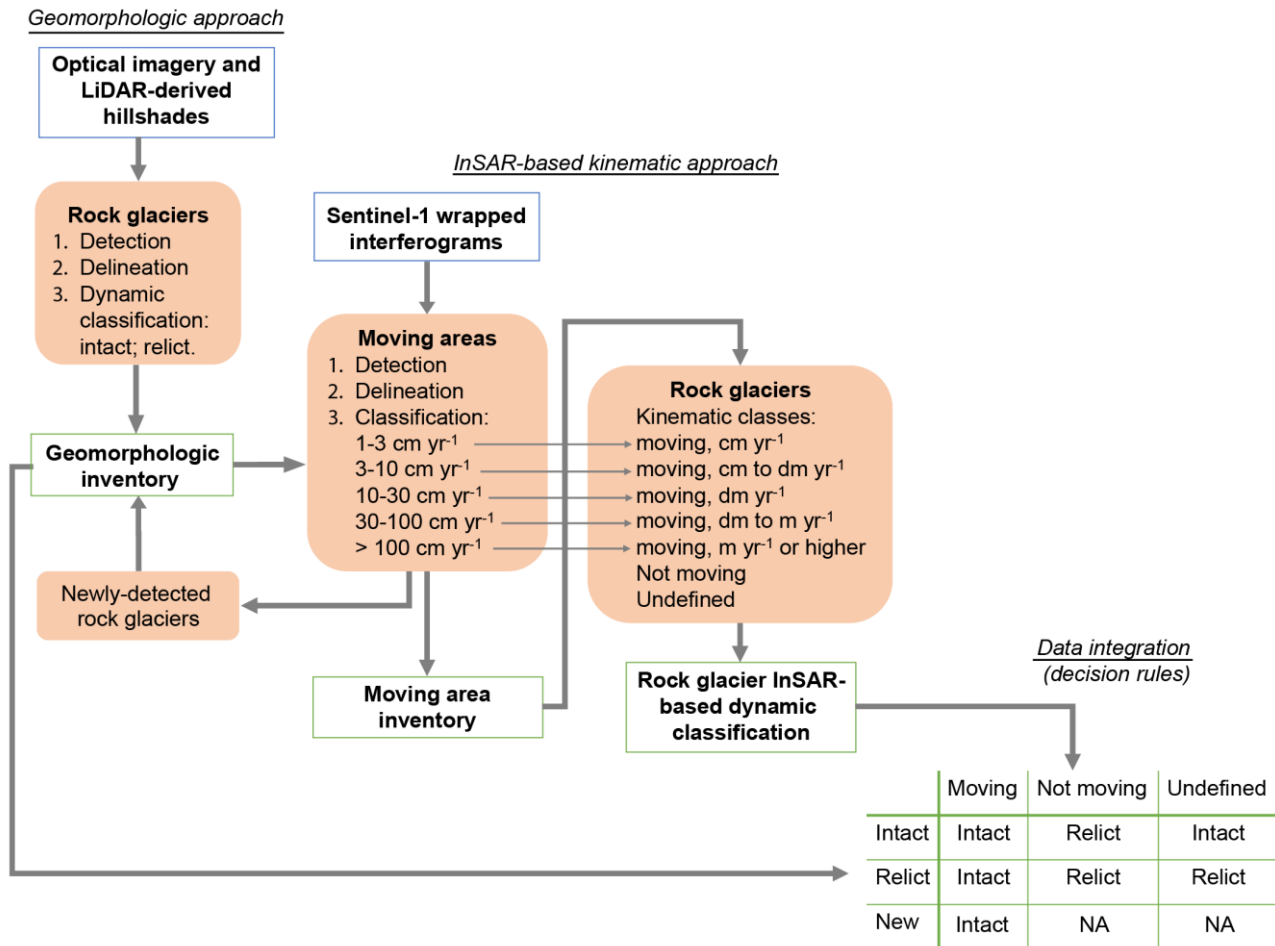 Geomorphologic approach
Optical imagery and
LiDAR-derived
hillshades
Rock glaciers
1. Detection
2. Delineation
3. Dynamic
classification:
intact; relict.
Geomorphologic
inventory
Newly-detected
rock glaciers
InSAR-based kinematic approach
Sentinel-1 wrapped
interferograms
Moving areas
1. Detection
2. Delineation
3. Classification:
1-3 cm yr⁻¹
3-10 cm yr⁻¹
10-30 cm yr⁻¹
30-100 cm yr⁻¹
> 100 cm yr⁻¹
Moving area
inventory
Rock glaciers
Kinematic classes:
moving, cm yr⁻¹
moving, cm to dm yr⁻¹
moving, dm yr⁻¹
moving, dm to m yr⁻¹
moving, m yr⁻¹ or higher
Not moving
Undefined
Rock glacier InSAR-
based dynamic
classification
Data integration
(decision rules)
Moving Not moving Undefined
Intact Intact Relict Intact
Relict Intact Relict Relict
New Intact NA NA